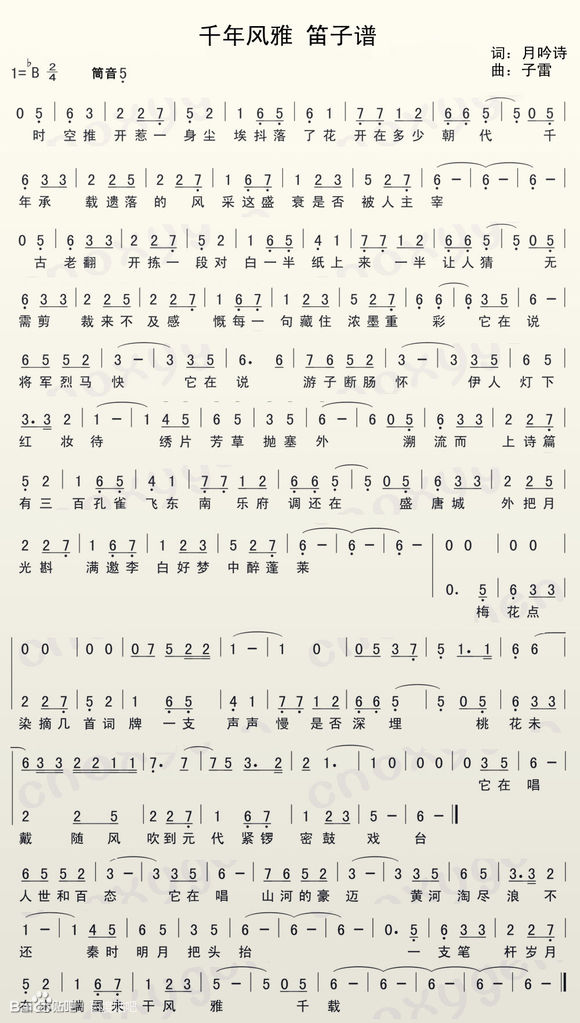 千年风雅 笛子谱
词：月吟诗
1=♭B 2/4 筒音5
曲：子雷
0 5 | 6 3 | 2 2 7 | 5 2 | 1 6 5 | 6 1 | 7 7 1 2 | 6 6 5 | 5 0 5 |
时 空推 开惹一 身尘 埃抖落 了花 开在多少 朝 代 千
6 3 3 | 2 2 5 | 2 2 7 | 1 6 7 | 1 2 3 | 5 2 7 | 6 - | 6 - | 6 - |
年承 载遗落 的 风 采这盛 衰是否 被人主 宰
0 5 | 6 3 3 | 2 2 7 | 5 2 | 1 6 5 | 4 1 | 7 7 1 2 | 6 6 5 | 5 0 5 |
古 老翻 开拣一 段对 白一半 纸上 来 一半 让人猜 无
6 3 3 | 2 2 5 | 2 2 7 | 1 6 7 | 1 2 3 | 5 2 7 | 6 6 | 6 3 5 | 6 - |
需剪 裁来不 及感 慨每一 句藏住 浓墨重 彩 它在 说
6 5 5 2 | 3 - | 3 3 5 | 6. 6 | 7 6 5 2 | 3 - | 3 3 5 | 6 5 |
将军烈马 快 它在 说 游子断肠 怀 伊人 灯下
3. 3 2 | 1 - | 1 4 5 | 6 5 | 3 5 | 6 - | 6 0 5 | 6 3 3 | 2 2 7 |
红 妆待 绣片 芳草 抛塞 外 溯 流而 上诗篇
5 2 | 1 6 5 | 4 1 | 7 7 1 2 | 6 6 5 | 5 0 5 | 6 3 3 | 2 2 5 |
有三 百孔雀 飞东 南乐府 调还在 盛 唐城 外把月
2 2 7 | 1 6 7 | 1 2 3 | 5 2 7 | 6 - | 6 - | 6 - | 0 0 | 0 0 |
光斟 满邀李 白好梦 中醉蓬 莱
0. 5 | 6 3 3 |
梅 花点
0 0 | 0 0 | 0 7 5 2 2 | 1 - | 1 0 | 0 5 3 7 7 | 5 1. 1 | 6 6 |
2 2 7 | 5 2 | 1 6 5 | 4 1 | 7 7 1 2 | 6 - | 5 0 5 | 6 3 3 |
染摘几 首词 牌 一支 声声 慢 是否 深 埋 桃 花未
6 3 3 2 2 1 1 | 7. 7 | 7 5 3. 2 | 2 1. | 1 0 | 0 0 | 0 0 | 0 3 5 | 6 - |
它在 唱
2 2 5 | 2 2 7 | 1 6 7 | 1 2 3 | 5 - | 6 - ‖
戴 随 风 吹到元 代 紧锣 密鼓 戏 台
6 5 5 2 | 3 - | 3 3 5 | 6 - | 7 6 5 2 | 3 - | 3 3 5 | 6 5 | 3. 3 2 |
人世和百 态 它在 唱 山河的豪 迈 黄河 淘尽 浪 不
1 - | 1 4 5 | 6 5 | 3 5 | 6 - | 6 - | 6 - | 6 0 5 | 6 3 3 | 2 2 7 |
还 秦时 明月 把头 抬 一 支笔 杆岁月
5 2 | 1 6 7 | 1 2 3 | 5 - | 5 - | 6 - | 6 - | 6 - | 6 0 ‖
墨 干风 雅 千 载